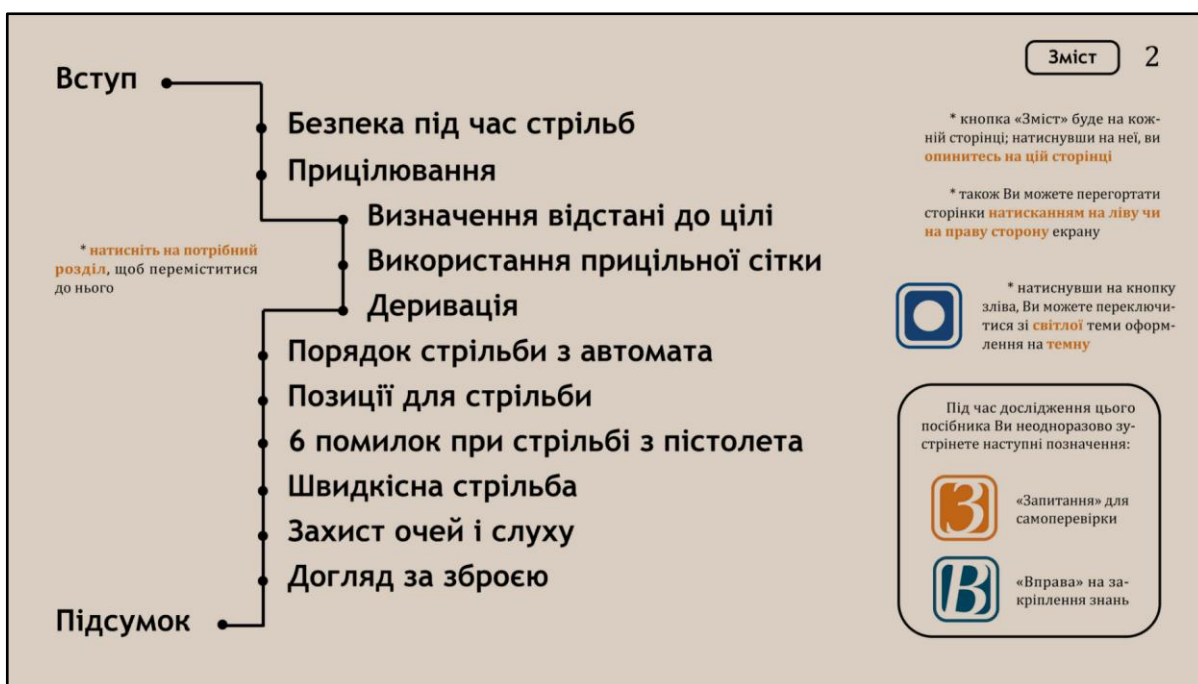 Зміст 2
Вступ
Безпека під час стрільб
Прицілювання
Визначення відстані до цілі
Використання прицільної сітки
Деривація
Порядок стрільби з автомата
Позиції для стрільби
6 помилок при стрільбі з пістолета
Швидкісна стрільба
Захист очей і слуху
Догляд за зброєю
Підсумок
* натисніть на потрібний
розділ, щоб переміститися
до нього
* кнопка «Зміст» буде на кож-
ній сторінці; натиснувши на неї, ви
опинитесь на цій сторінці
* також Ви можете перегортати
сторінки натисканням на ліву чи
на праву сторону екрану
* натиснувши на кнопку
зліва, Ви можете переключи-
тися зі світлої теми оформ-
лення на темну
Під час дослідження цього
посібника Ви неодноразово зу-
стрінете наступні позначення:
З
«Запитання» для
самоперевірки
В
«Вправа» на за-
кріплення знань